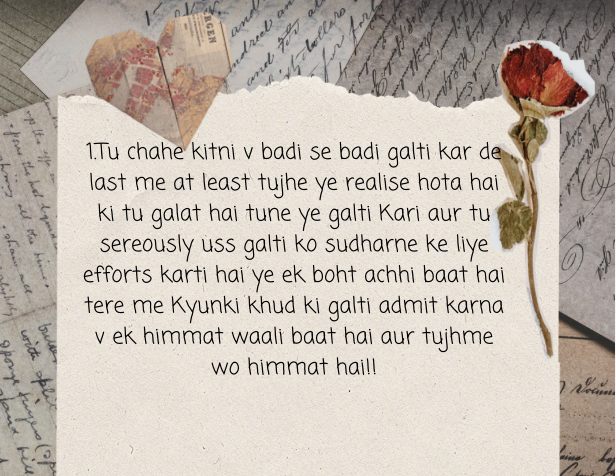 1.Tu chahe kitni v badi se badi galti kar de
last me at least tujhe ye realise hota hai
ki tu galat hai tune ye galti Kari aur tu
sereously uss galti ko sudharne ke liye
efforts karti hai ye ek boht achhi baat hai
tere me Kyunki khud ki galti admit karna
v ek himmat waali baat hai aur tujhme
wo himmat hai!!